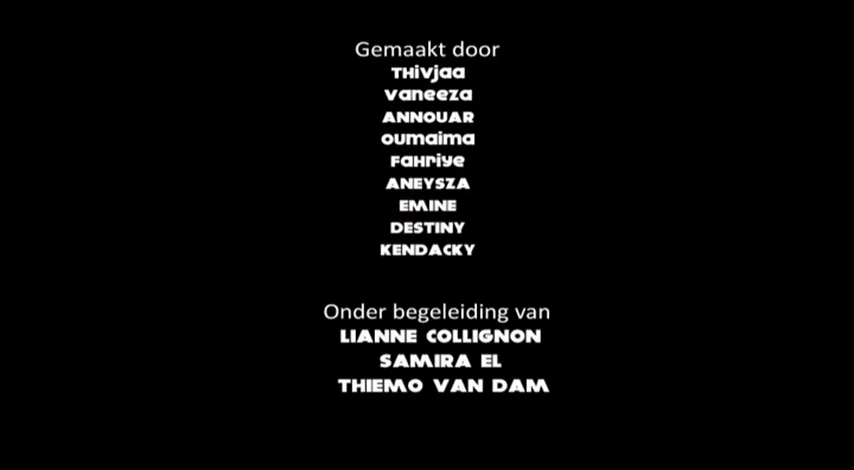 Gemaakt door
THivjaa
vaneeza
ANNOUAR
oumaima
FaHriye
ANEYSZA
EMINE
DESTINY
KENDACKY
Onder begeleiding van
LIANNE COLLIGNON
SAMIRA EL
THIEMO VAN DAM